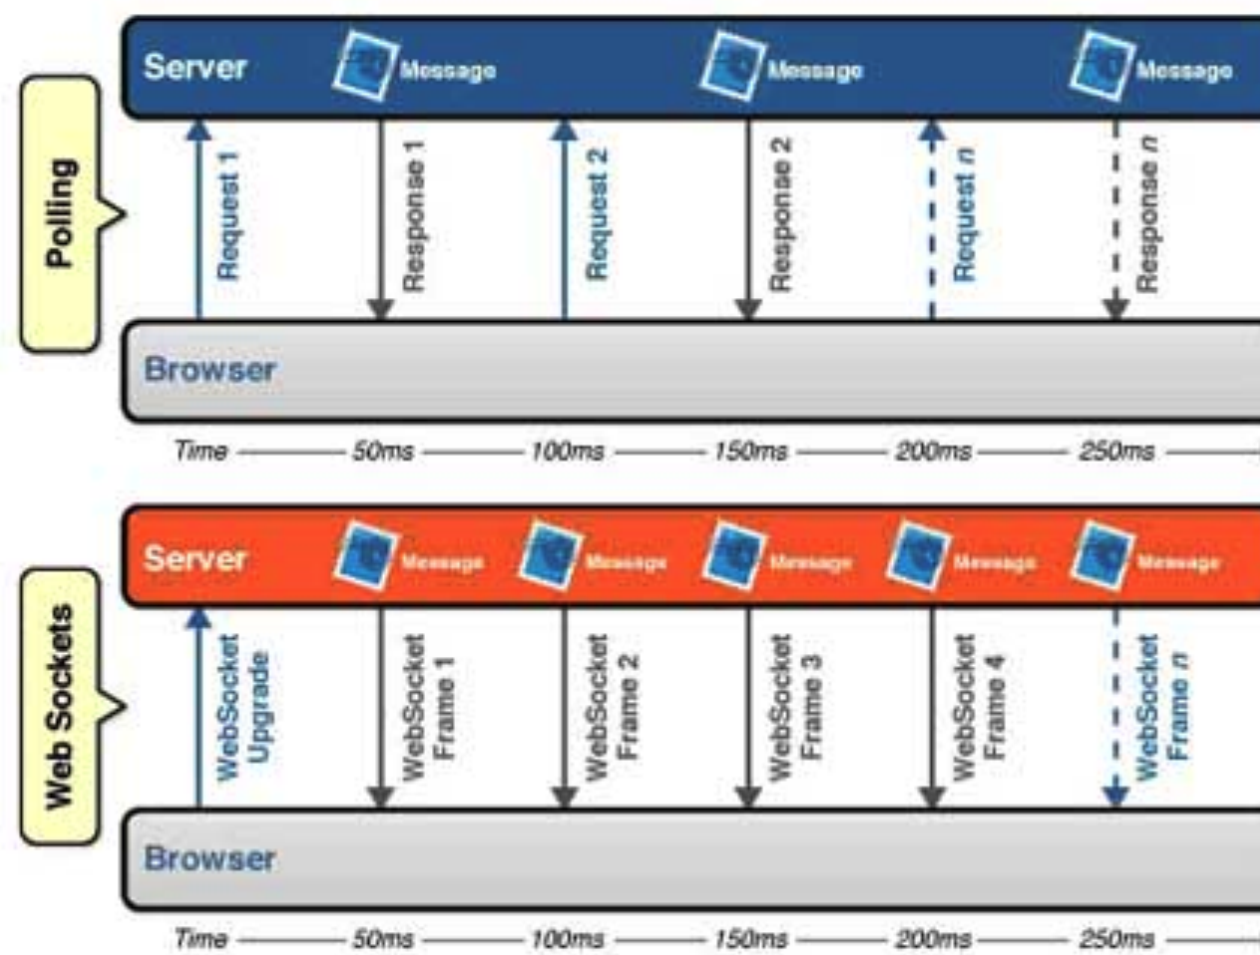 Polling
Server
Message
Message
Message
Request 1
Response 1
Request 2
Response 2
Request n
Response n
Browser
Time
50ms
100ms
150ms
200ms
250ms
Web Sockets
Server
Message
Message
Message
Message
Message
WebSocket
Upgrade
WebSocket
Frame 1
WebSocket
Frame 2
WebSocket
Frame 3
WebSocket
Frame 4
WebSocket
Frame n
Browser
Time
50ms
100ms
150ms
200ms
250ms